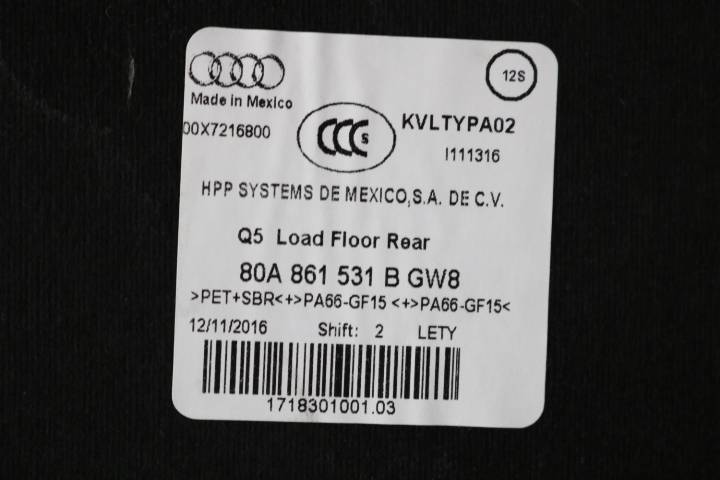 12S
Made in Mexico
00X7216800
CCC S
KVLTYPA02
I111316
HPP SYSTEMS DE MEXICO,S.A. DE C.V.
Q5 Load Floor Rear
80A 861 531 B GW8
>PET+SBR<+>PA66-GF15 <+>PA66-GF15<
12/11/2016 Shift: 2 LETY
1718301001.03